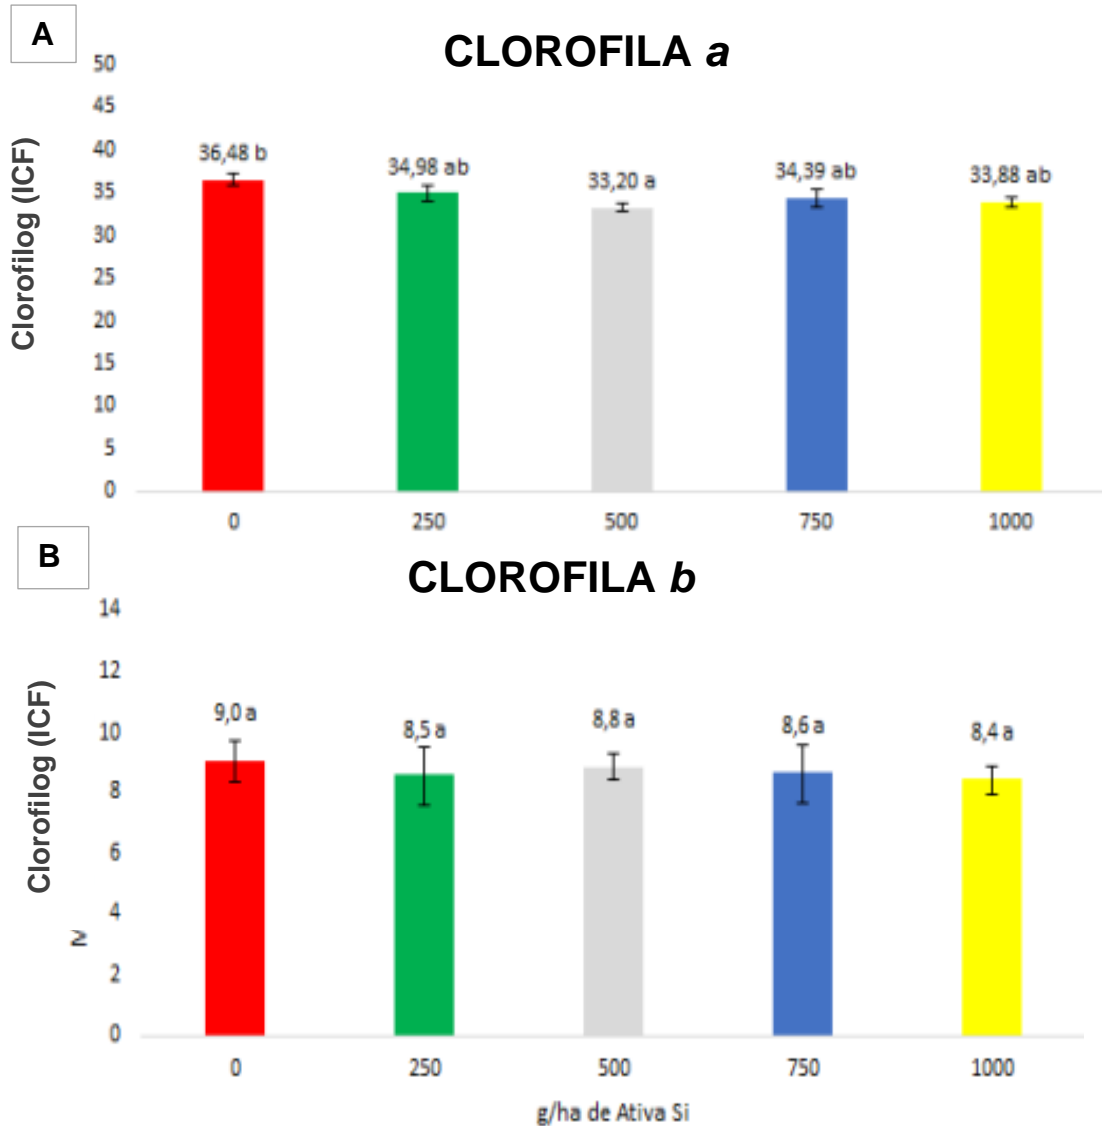 A
CLOROFILA a
Clorofilog (ICF)
50
45
40
35
30
25
20
15
10
5
0
36,48 b
34,98 ab
33,20 a
34,39 ab
33,88 ab
0 250 500 750 1000
B
CLOROFILA b
Clorofilog (ICF)
14
12
10
8
6
4
2
0
9,0 a
8,5 a
8,8 a
8,6 a
8,4 a
0 250 500 750 1000
g/ha de Ativa Si